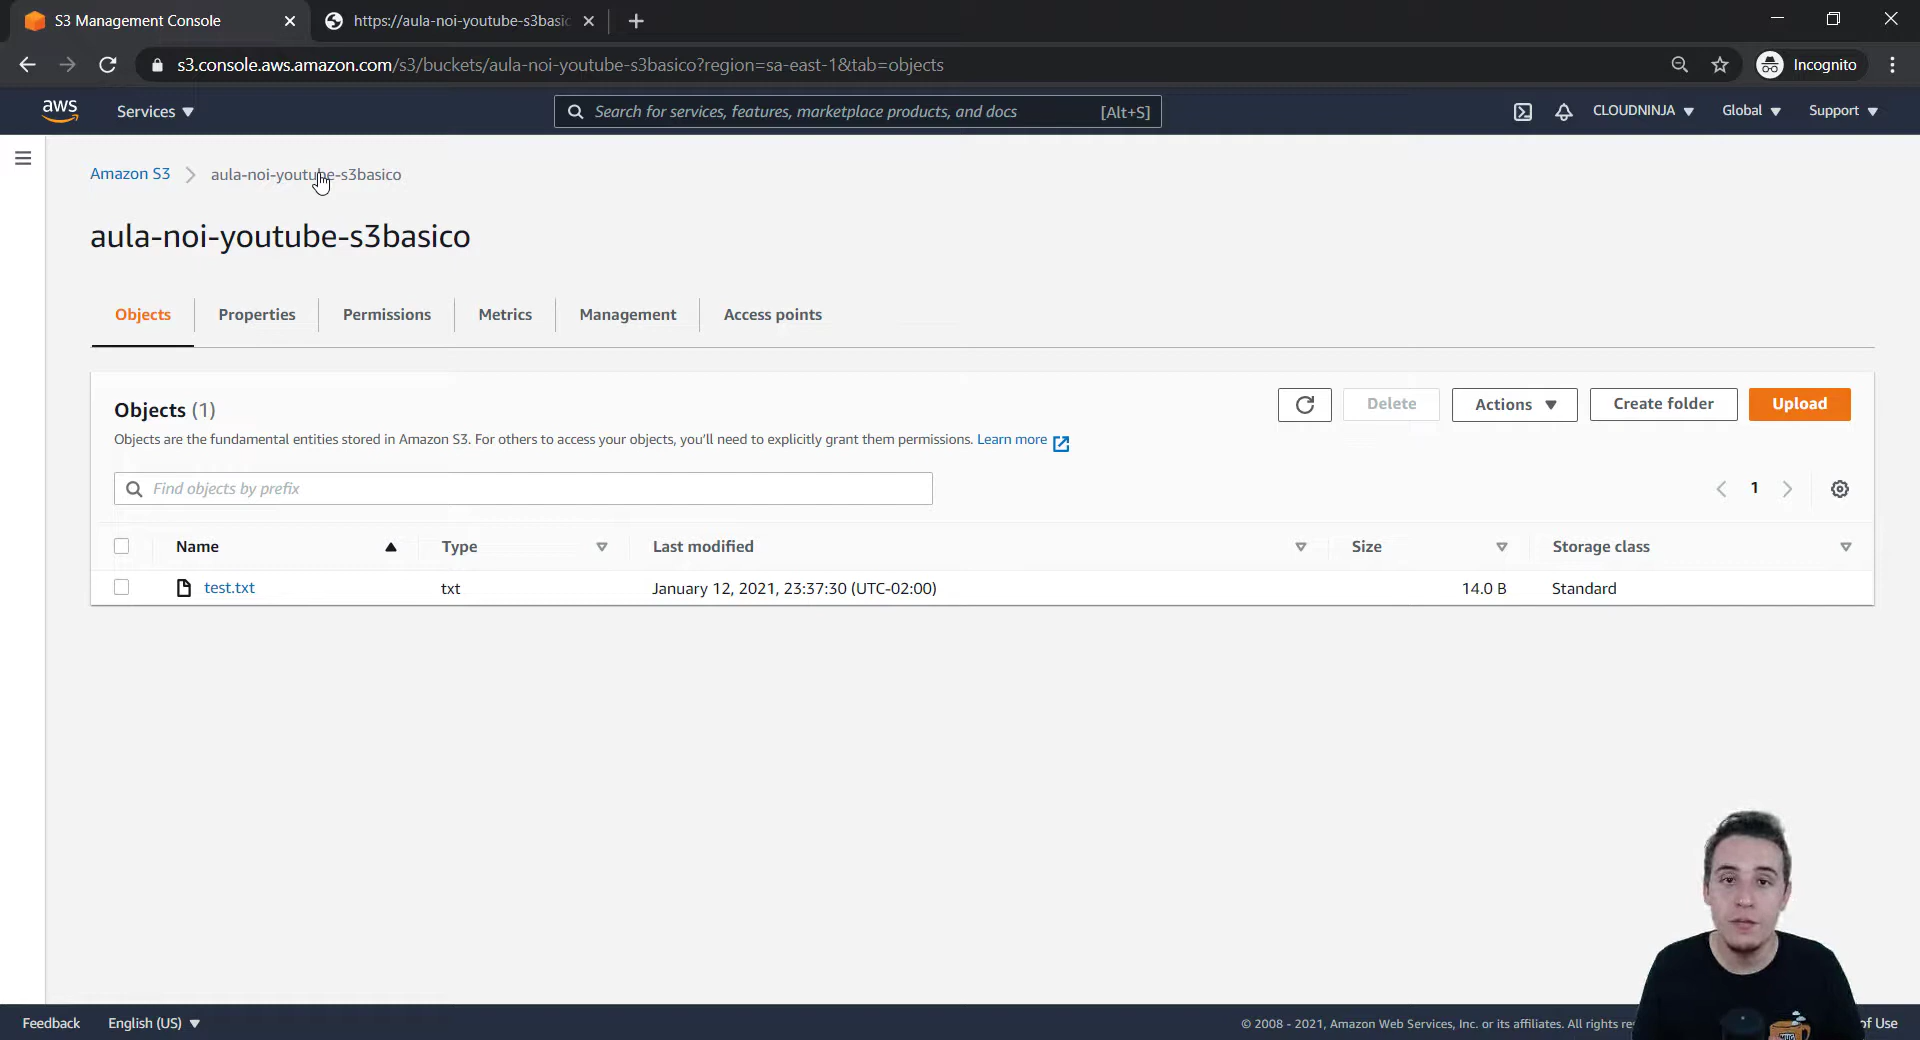 S3 Management Console
https://aula-noi-youtube-s3basic
s3.console.aws.amazon.com/s3/buckets/aula-noi-youtube-s3basico?region=sa-east-1&tab=objects
Incognito
aws
Services
Search for services, features, marketplace products, and docs
[Alt+S]
CLOUDNINJA
Global
Support
Amazon S3
aula-noi-youtube-s3basico
aula-noi-youtube-s3basico
Objects
Properties
Permissions
Metrics
Management
Access points
Objects (1)
Delete
Actions
Create folder
Upload
Objects are the fundamental entities stored in Amazon S3. For others to access your objects, you'll need to explicitly grant them permissions. Learn more
Find objects by prefix
1
Name
Type
Last modified
Size
Storage class
test.txt
txt
January 12, 2021, 23:37:30 (UTC-02:00)
14.0 B
Standard
Feedback
English (US)
© 2008 - 2021, Amazon Web Services, Inc. or its affiliates. All rights re
of Use